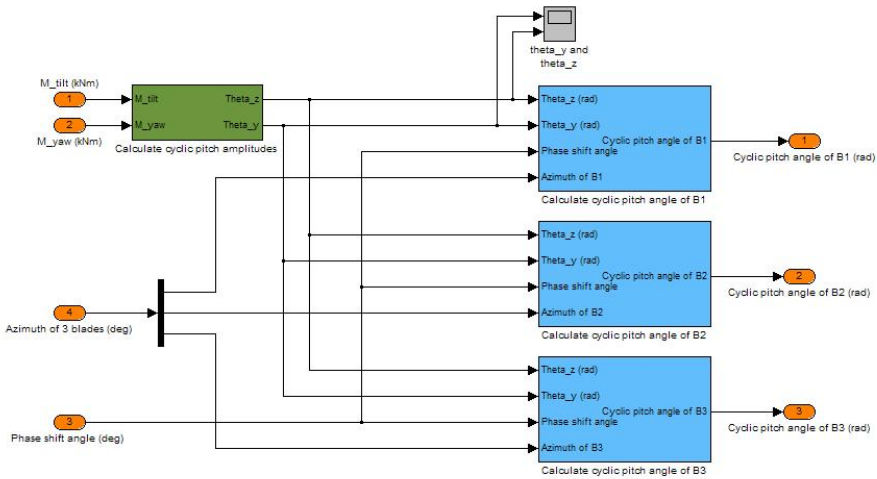 theta_y and
theta_z
M_tilt (kNm)
1
M_tilt
Theta_z
2
M_yaw
Theta_y
M_yaw (kNm)
Calculate cyclic pitch amplitudes
Theta_z (rad)
Theta_y (rad)
Cyclic pitch angle of B1
Phase shift angle
Azimuth of B1
Calculate cyclic pitch angle of B1
1
Cyclic pitch angle of B1 (rad)
Theta_z (rad)
Theta_y (rad)
Cyclic pitch angle of B2
Phase shift angle
Azimuth of B2
Calculate cyclic pitch angle of B2
2
Cyclic pitch angle of B2 (rad)
4
Azimuth of 3 blades (deg)
Theta_z (rad)
Theta_y (rad)
Cyclic pitch angle of B3
Phase shift angle
Azimuth of B3
Calculate cyclic pitch angle of B3
3
Cyclic pitch angle of B3 (rad)
3
Phase shift angle (deg)